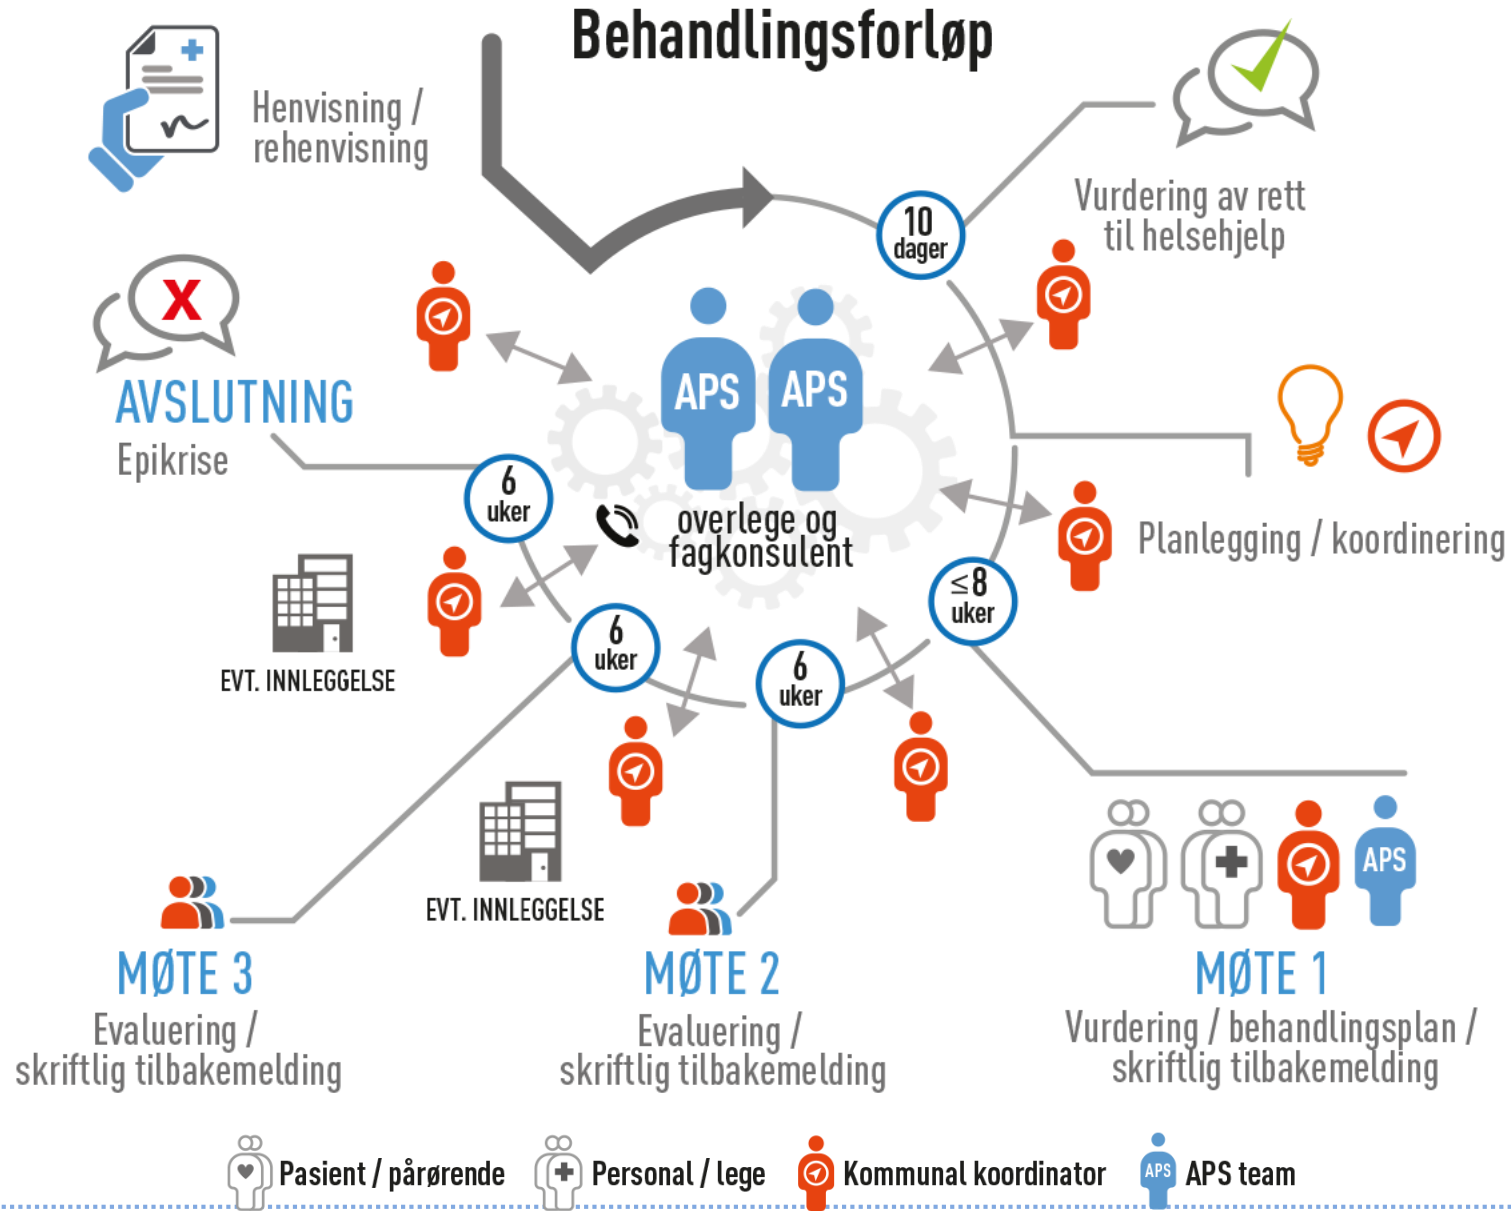 Behandlingsforløp
Henvisning /
rehenvisning
10
dager
Vurdering av rett
til helsehjelp
X
AVSLUTNING
Epikrise
APS
APS
overlege og
fagkonsulent
Planlegging / koordinering
≤8
uker
6
uker
6
uker
6
uker
EVT. INNLEGGELSE
EVT. INNLEGGELSE
APS
MØTE 3
Evaluering /
skriftlig tilbakemelding
MØTE 2
Evaluering /
skriftlig tilbakemelding
MØTE 1
Vurdering / behandlingsplan /
skriftlig tilbakemelding
Pasient / pårørende
Personal / lege
Kommunal koordinator
APS
APS team